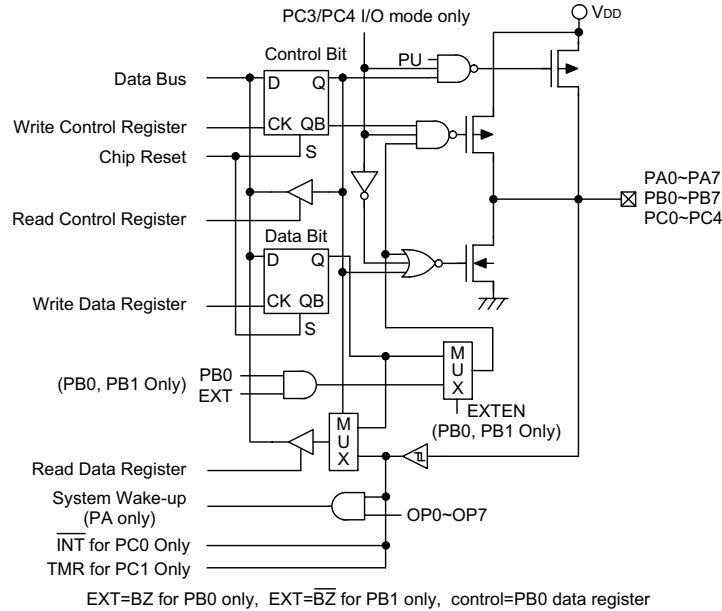 PC3/PC4 I/O mode only
VDD
Control Bit
PU
Data Bus
D Q
Write Control Register
CK QB
Chip Reset
S
PA0~PA7
PB0~PB7
PC0~PC4
Read Control Register
Data Bit
D Q
Write Data Register
CK QB
S
M
U
X
PB0
(PB0, PB1 Only)
EXT
EXTEN
(PB0, PB1 Only)
M
U
X
Read Data Register
System Wake-up
(PA only)
OP0~OP7
I̅N̅T̅ for PC0 Only
TMR for PC1 Only
EXT=BZ for PB0 only, EXT=B̅Z̅ for PB1 only, control=PB0 data register